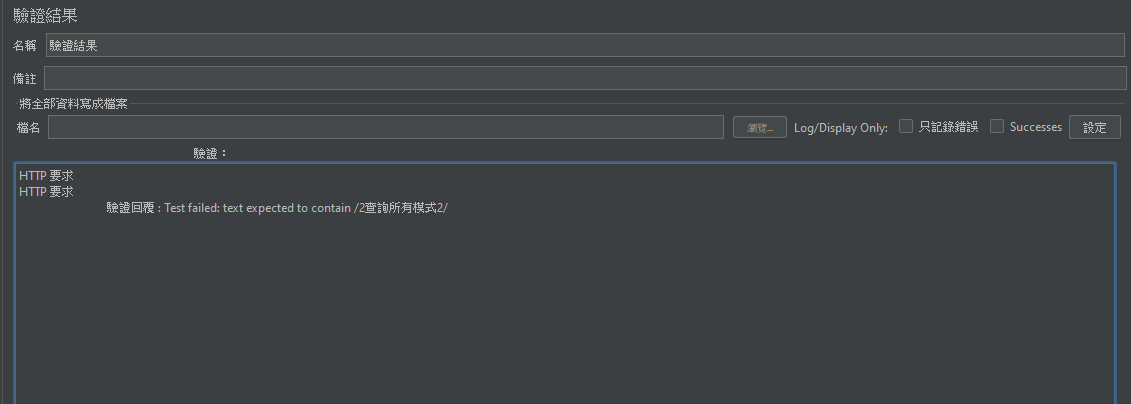 驗證結果
名稱 驗證結果
備註
將全部資料寫成檔案
檔名 瀏覽... Log/Display Only: 只記錄錯誤 Successes 設定
驗證：
HTTP 要求
HTTP 要求
驗證回覆 : Test failed: text expected to contain /2查詢所有模式2/